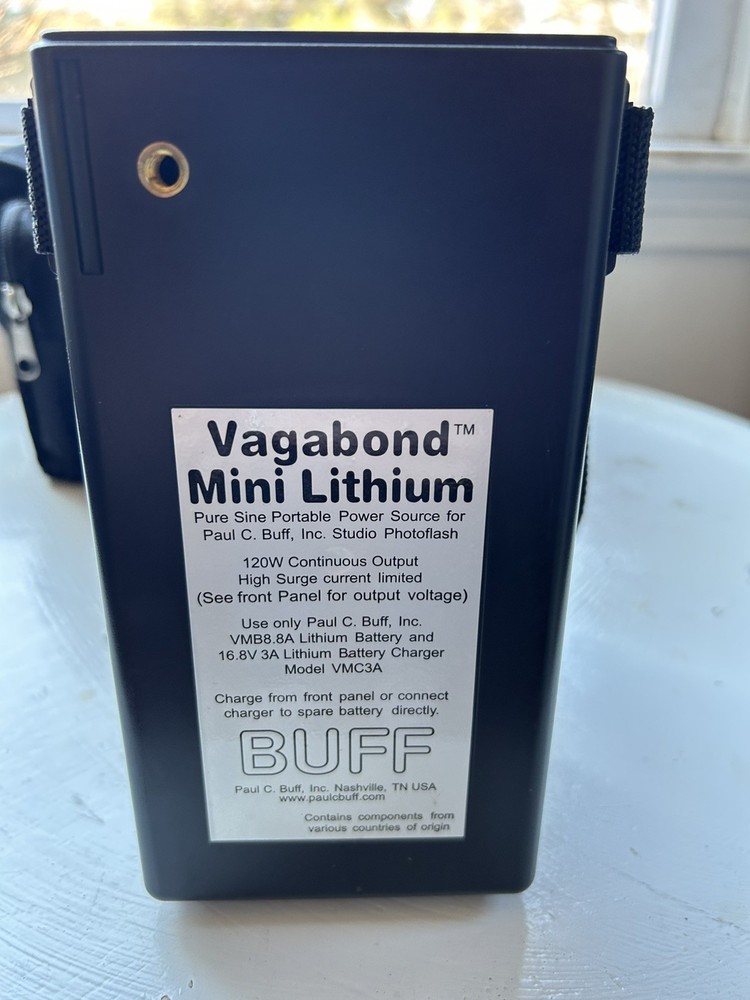 Vagabond™
Mini Lithium
Pure Sine Portable Power Source for
Paul C. Buff, Inc. Studio Photoflash
120W Continuous Output
High Surge current limited
(See front Panel for output voltage)
Use only Paul C. Buff, Inc.
VMB8.8A Lithium Battery and
16.8V 3A Lithium Battery Charger
Model VMC3A
Charge from front panel or connect
charger to spare battery directly.
BUFF
Paul C. Buff, Inc. Nashville, TN USA
www.paulcbuff.com
Contains components from
various countries of origin